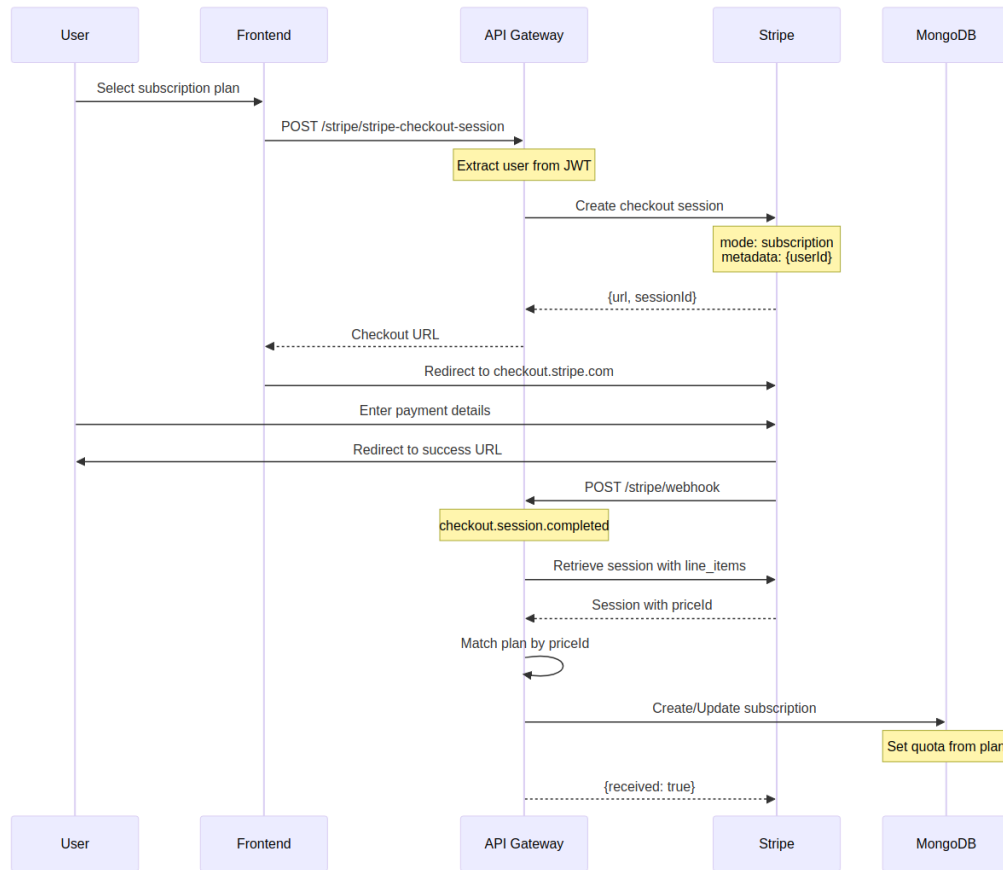 User
Frontend
API Gateway
Stripe
MongoDB
Select subscription plan
POST /stripe/stripe-checkout-session
Extract user from JWT
Create checkout session
mode: subscription
metadata: {userId}
{url, sessionId}
Checkout URL
Redirect to checkout.stripe.com
Enter payment details
Redirect to success URL
POST /stripe/webhook
checkout.session.completed
Retrieve session with line_items
Session with priceId
Match plan by priceId
Create/Update subscription
Set quota from plan
{received: true}
User
Frontend
API Gateway
Stripe
MongoDB